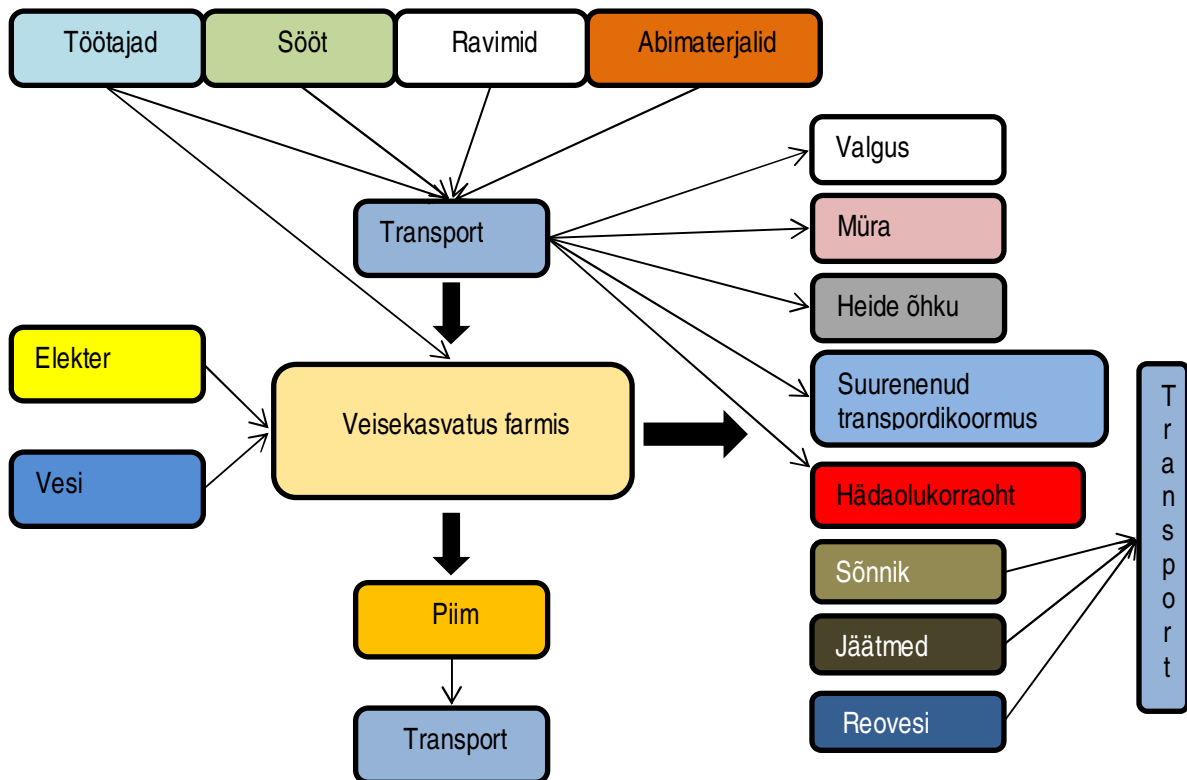 Töötajad
Sööt
Ravimid
Abimaterjalid
Valgus
Transport
Müra
Heide õhku
Elekter
Veisekasvatus farmis
Suurenenud
transpordikoormus
Vesi
Hädaolukorraoht
Sõnnik
Piim
Jäätmed
Reovesi
Transport
Transport